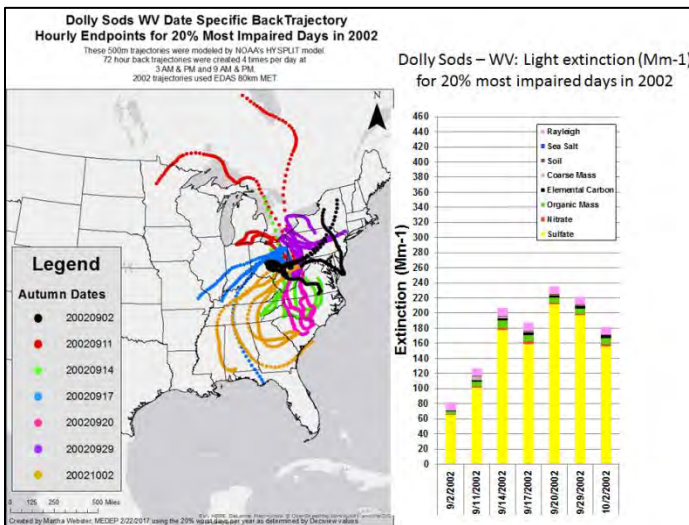 Dolly Sods WV Date Specific BackTrajectory
Hourly Endpoints for 20% Most Impaired Days in 2002
These 500m trajectories were modeled by NOAA's HYSPLIT model
72 hour back trajectories were created 4 times per day at
3 AM & PM and 9 AM & PM.
2002 trajectories used EDAS 80km MET
Legend
Autumn Dates
20020902
20020911
20020914
20020917
20020920
20020929
20021002
0 125 250 500 Miles
Created by Martha Webster, MEDEP 2/22/2017 using the 20% worst days per year as determined by Deciview values
Dolly Sods – WV: Light extinction (Mm-1)
for 20% most impaired days in 2002
Extinction (Mm-1)
460
440
420
400
380
360
340
320
300
280
260
240
220
200
180
160
140
120
100
80
60
40
20
0
Rayleigh
Sea Salt
Soil
Coarse Mass
Elemental Carbon
Organic Mass
Nitrate
Sulfate
9/2/2002
9/11/2002
9/14/2002
9/17/2002
9/20/2002
9/29/2002
10/2/2002